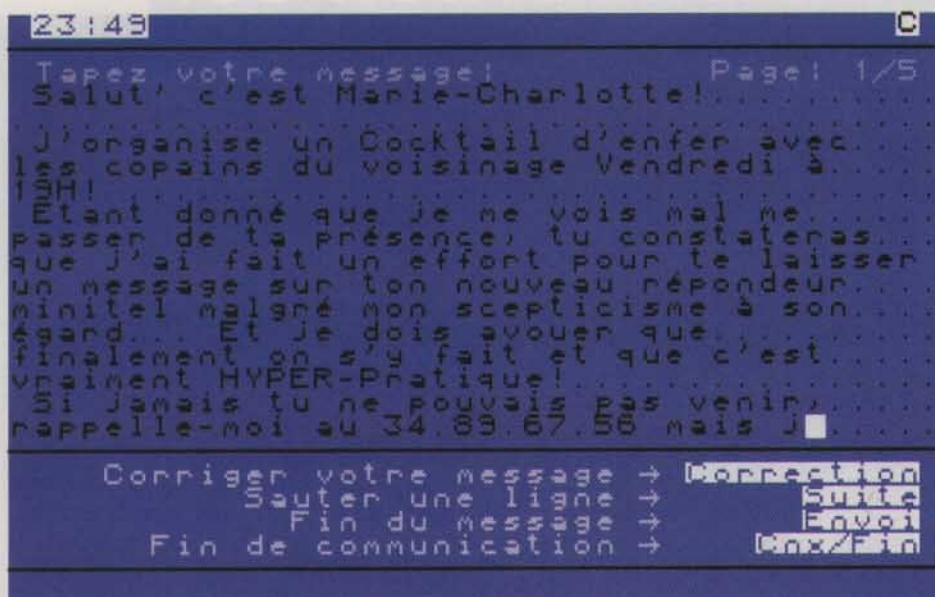 23:49 C
Tapez votre message: Page: 1/5
Salut, c'est Marie-Charlotte!..........
.......................................
J'organise un Cocktail d'enfer avec....
les copains du voisinage Vendredi à....
19H!...................................
Etant donné que je me vois mal me......
passer de ta présence, tu constateras...
que j'ai fait un effort pour te laisser
un message sur ton nouveau répondeur....
minitel malgré mon scepticisme à son....
égard... Et je dois avouer que..........
finalement on s'y fait et que c'est.....
vraiment HYPER-Pratique!...............
Si jamais tu ne pouvais pas venir,.....
rappelle-moi au 34.89.67.56 mais j ....
Corriger votre message → Correction
Sauter une ligne → Suite
Fin du message → Envoi
Fin de communication → Cnx/Fin